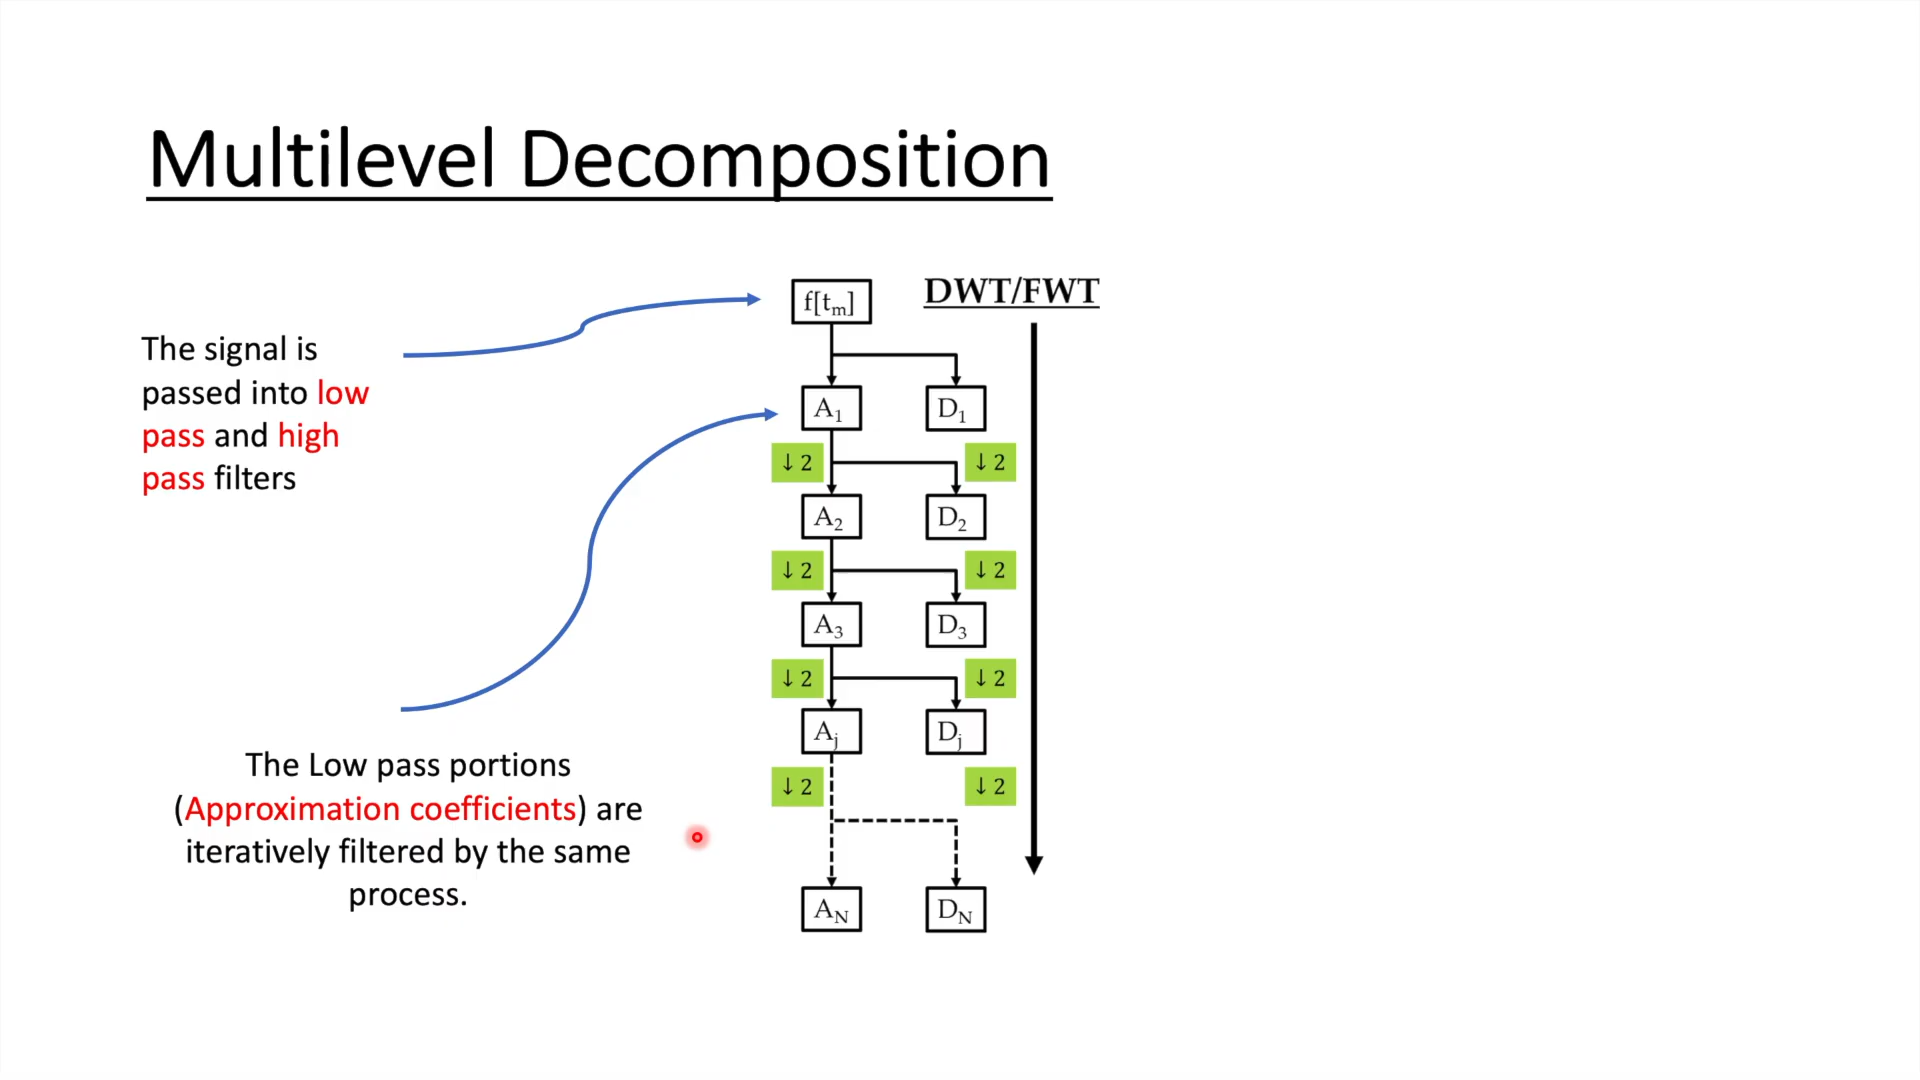 Multilevel Decomposition
The signal is
passed into low
pass and high
pass filters
The Low pass portions
(Approximation coefficients) are
iteratively filtered by the same
process.
f[tₘ]
DWT/FWT
A₁ D₁
↓ 2 ↓ 2
A₂ D₂
↓ 2 ↓ 2
A₃ D₃
↓ 2 ↓ 2
Aⱼ Dⱼ
↓ 2 ↓ 2
A_N D_N